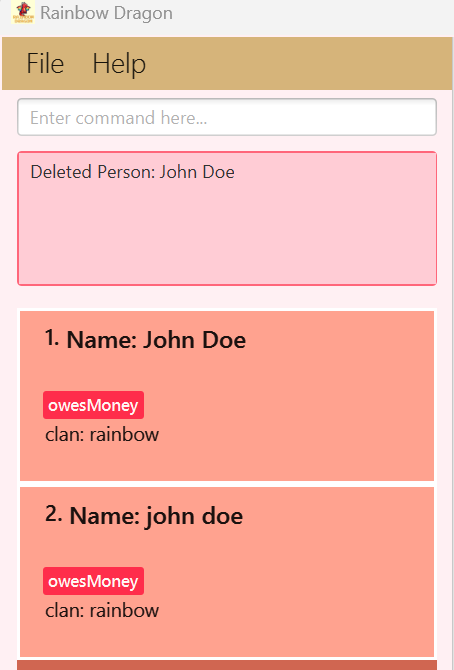 Rainbow Dragon
File Help
Enter command here...
Deleted Person: John Doe
1. Name: John Doe
owesMoney
clan: rainbow
2. Name: john doe
owesMoney
clan: rainbow